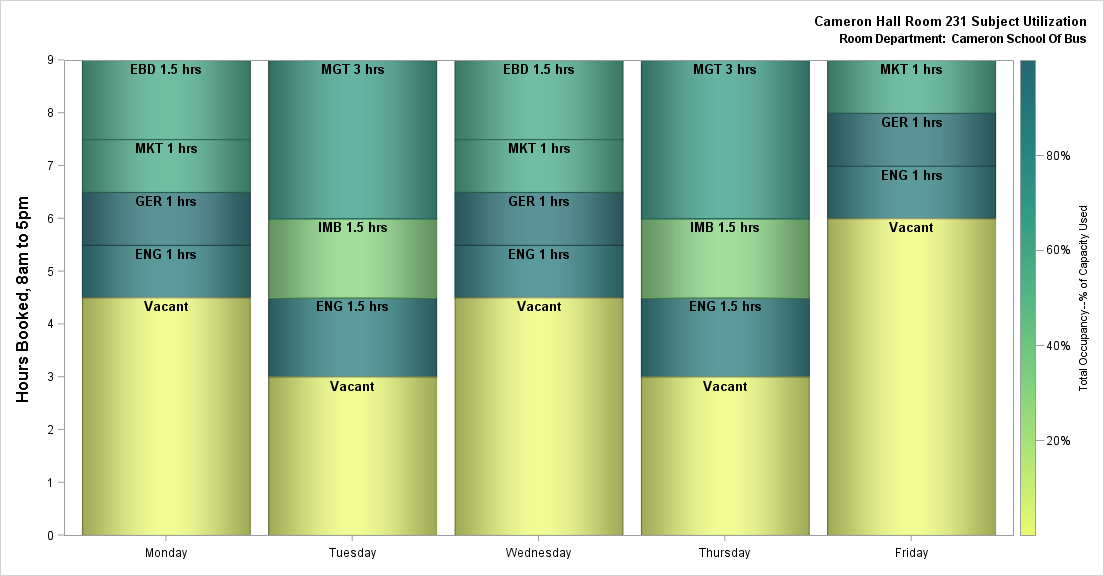 Cameron Hall Room 231 Subject Utilization
Room Department: Cameron School Of Bus
Hours Booked, 8am to 5pm
9
8
7
6
5
4
3
2
1
0
EBD 1.5 hrs
MKT 1 hrs
GER 1 hrs
ENG 1 hrs
Vacant
Monday
MGT 3 hrs
IMB 1.5 hrs
ENG 1.5 hrs
Vacant
Tuesday
EBD 1.5 hrs
MKT 1 hrs
GER 1 hrs
ENG 1 hrs
Vacant
Wednesday
MGT 3 hrs
IMB 1.5 hrs
ENG 1.5 hrs
Vacant
Thursday
MKT 1 hrs
GER 1 hrs
ENG 1 hrs
Vacant
Friday
80%
60%
40%
20%
Total Occupancy--% of Capacity Used